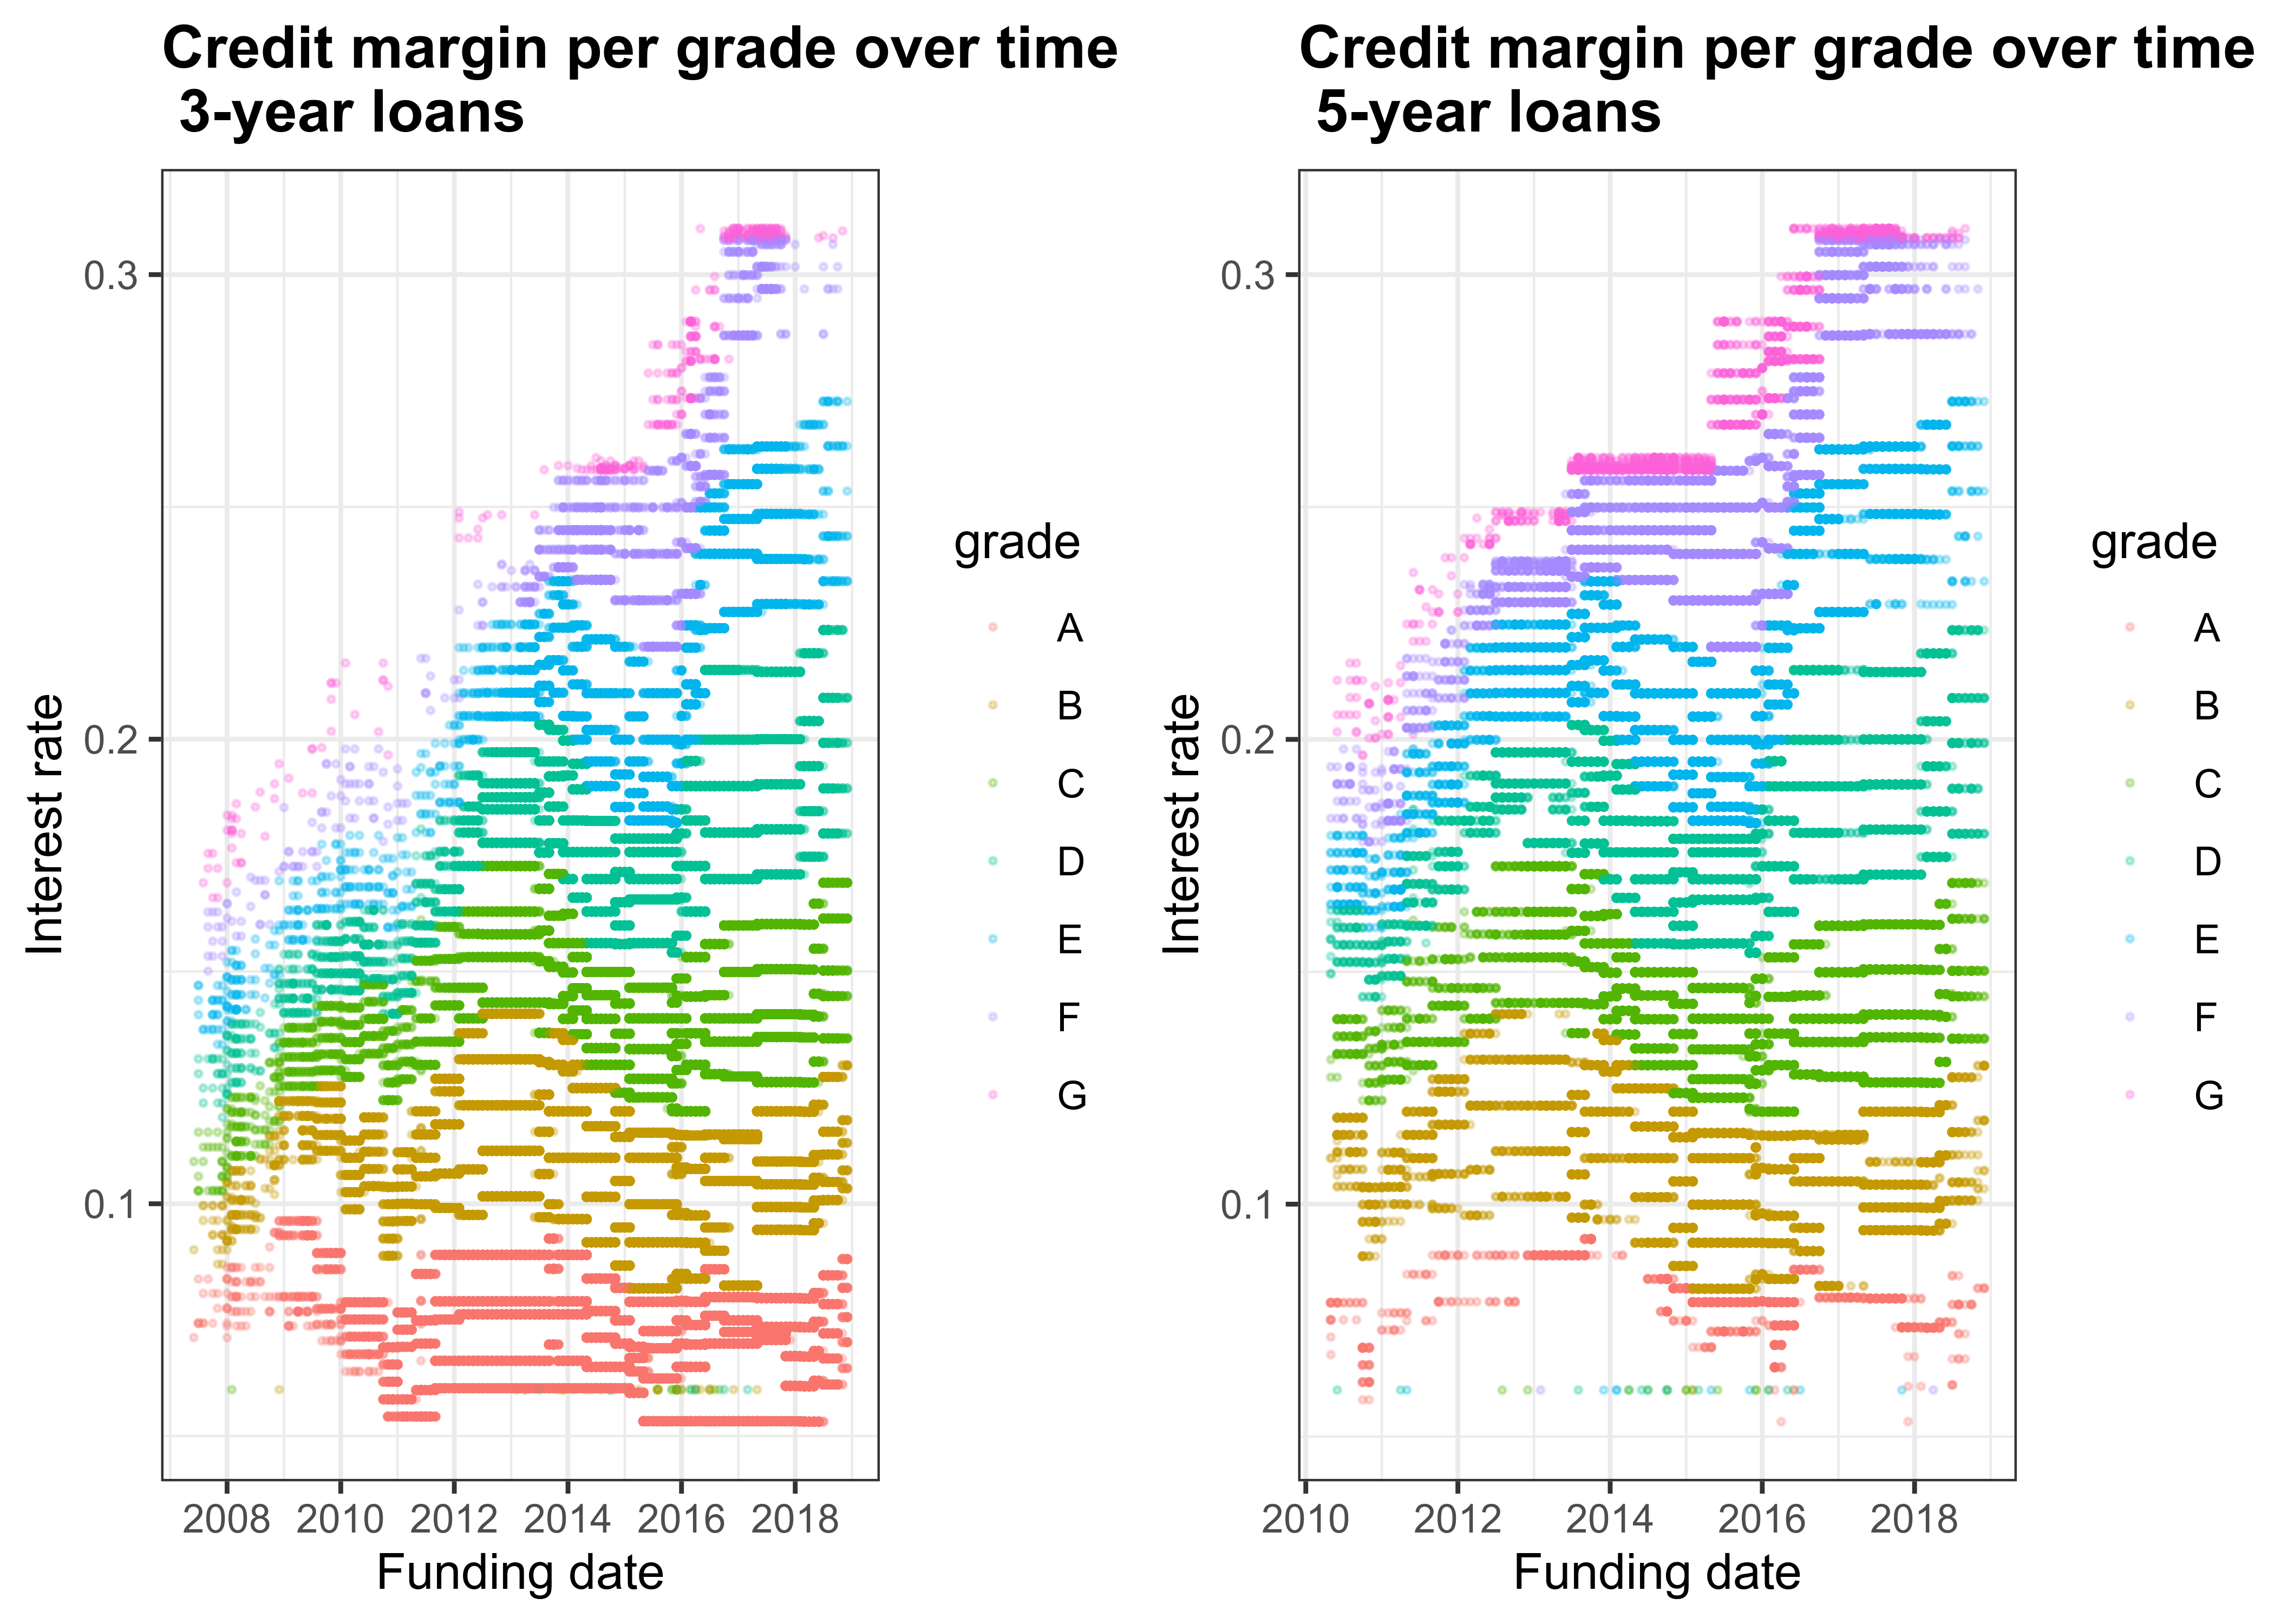 Credit margin per grade over time
3-year loans
0.3
0.2
0.1
Interest rate
2008 2010 2012 2014 2016 2018
Funding date
grade
A
B
C
D
E
F
G
Credit margin per grade over time
5-year loans
0.3
0.2
0.1
Interest rate
2010 2012 2014 2016 2018
Funding date
grade
A
B
C
D
E
F
G